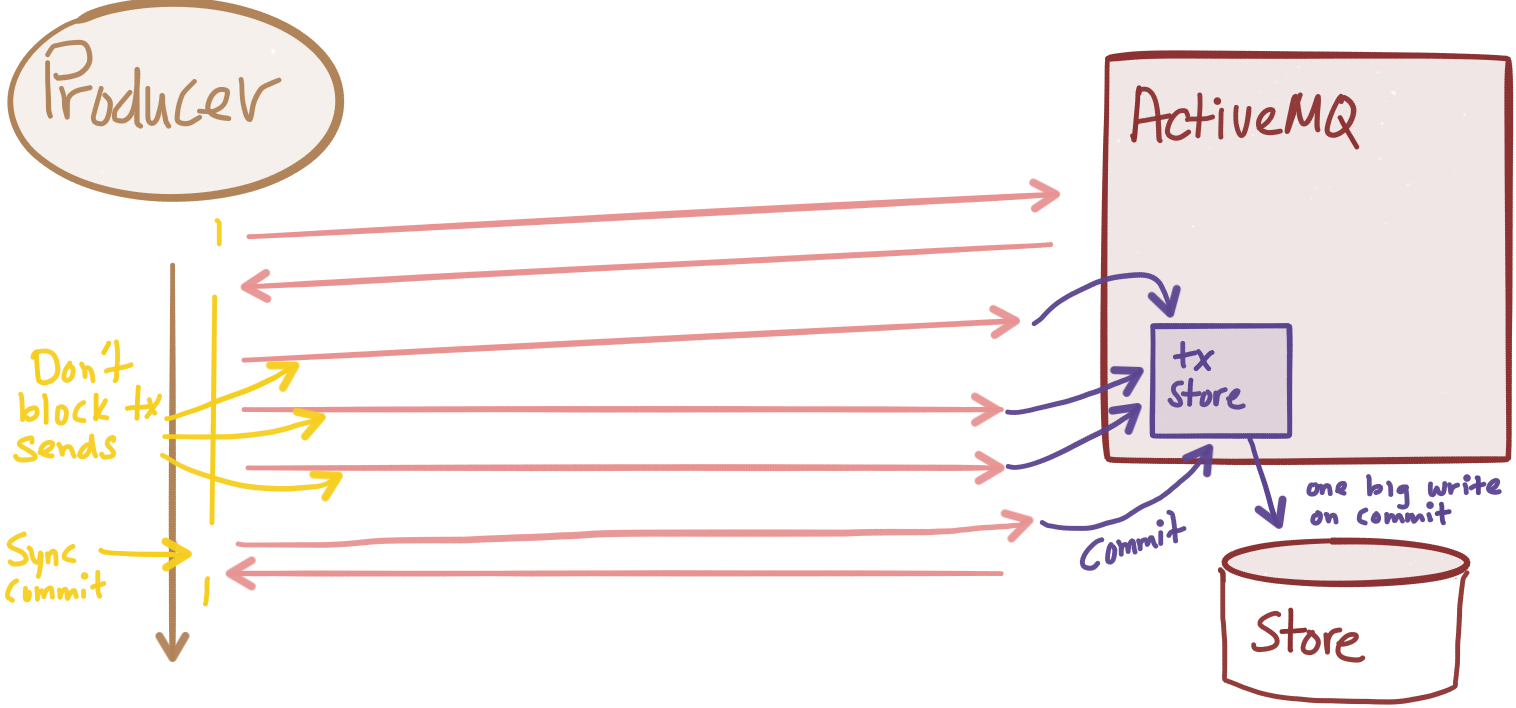 Producer
ActiveMQ
Don't
block tx
sends
tx
store
one big write
on commit
Sync
commit
Commit
Store